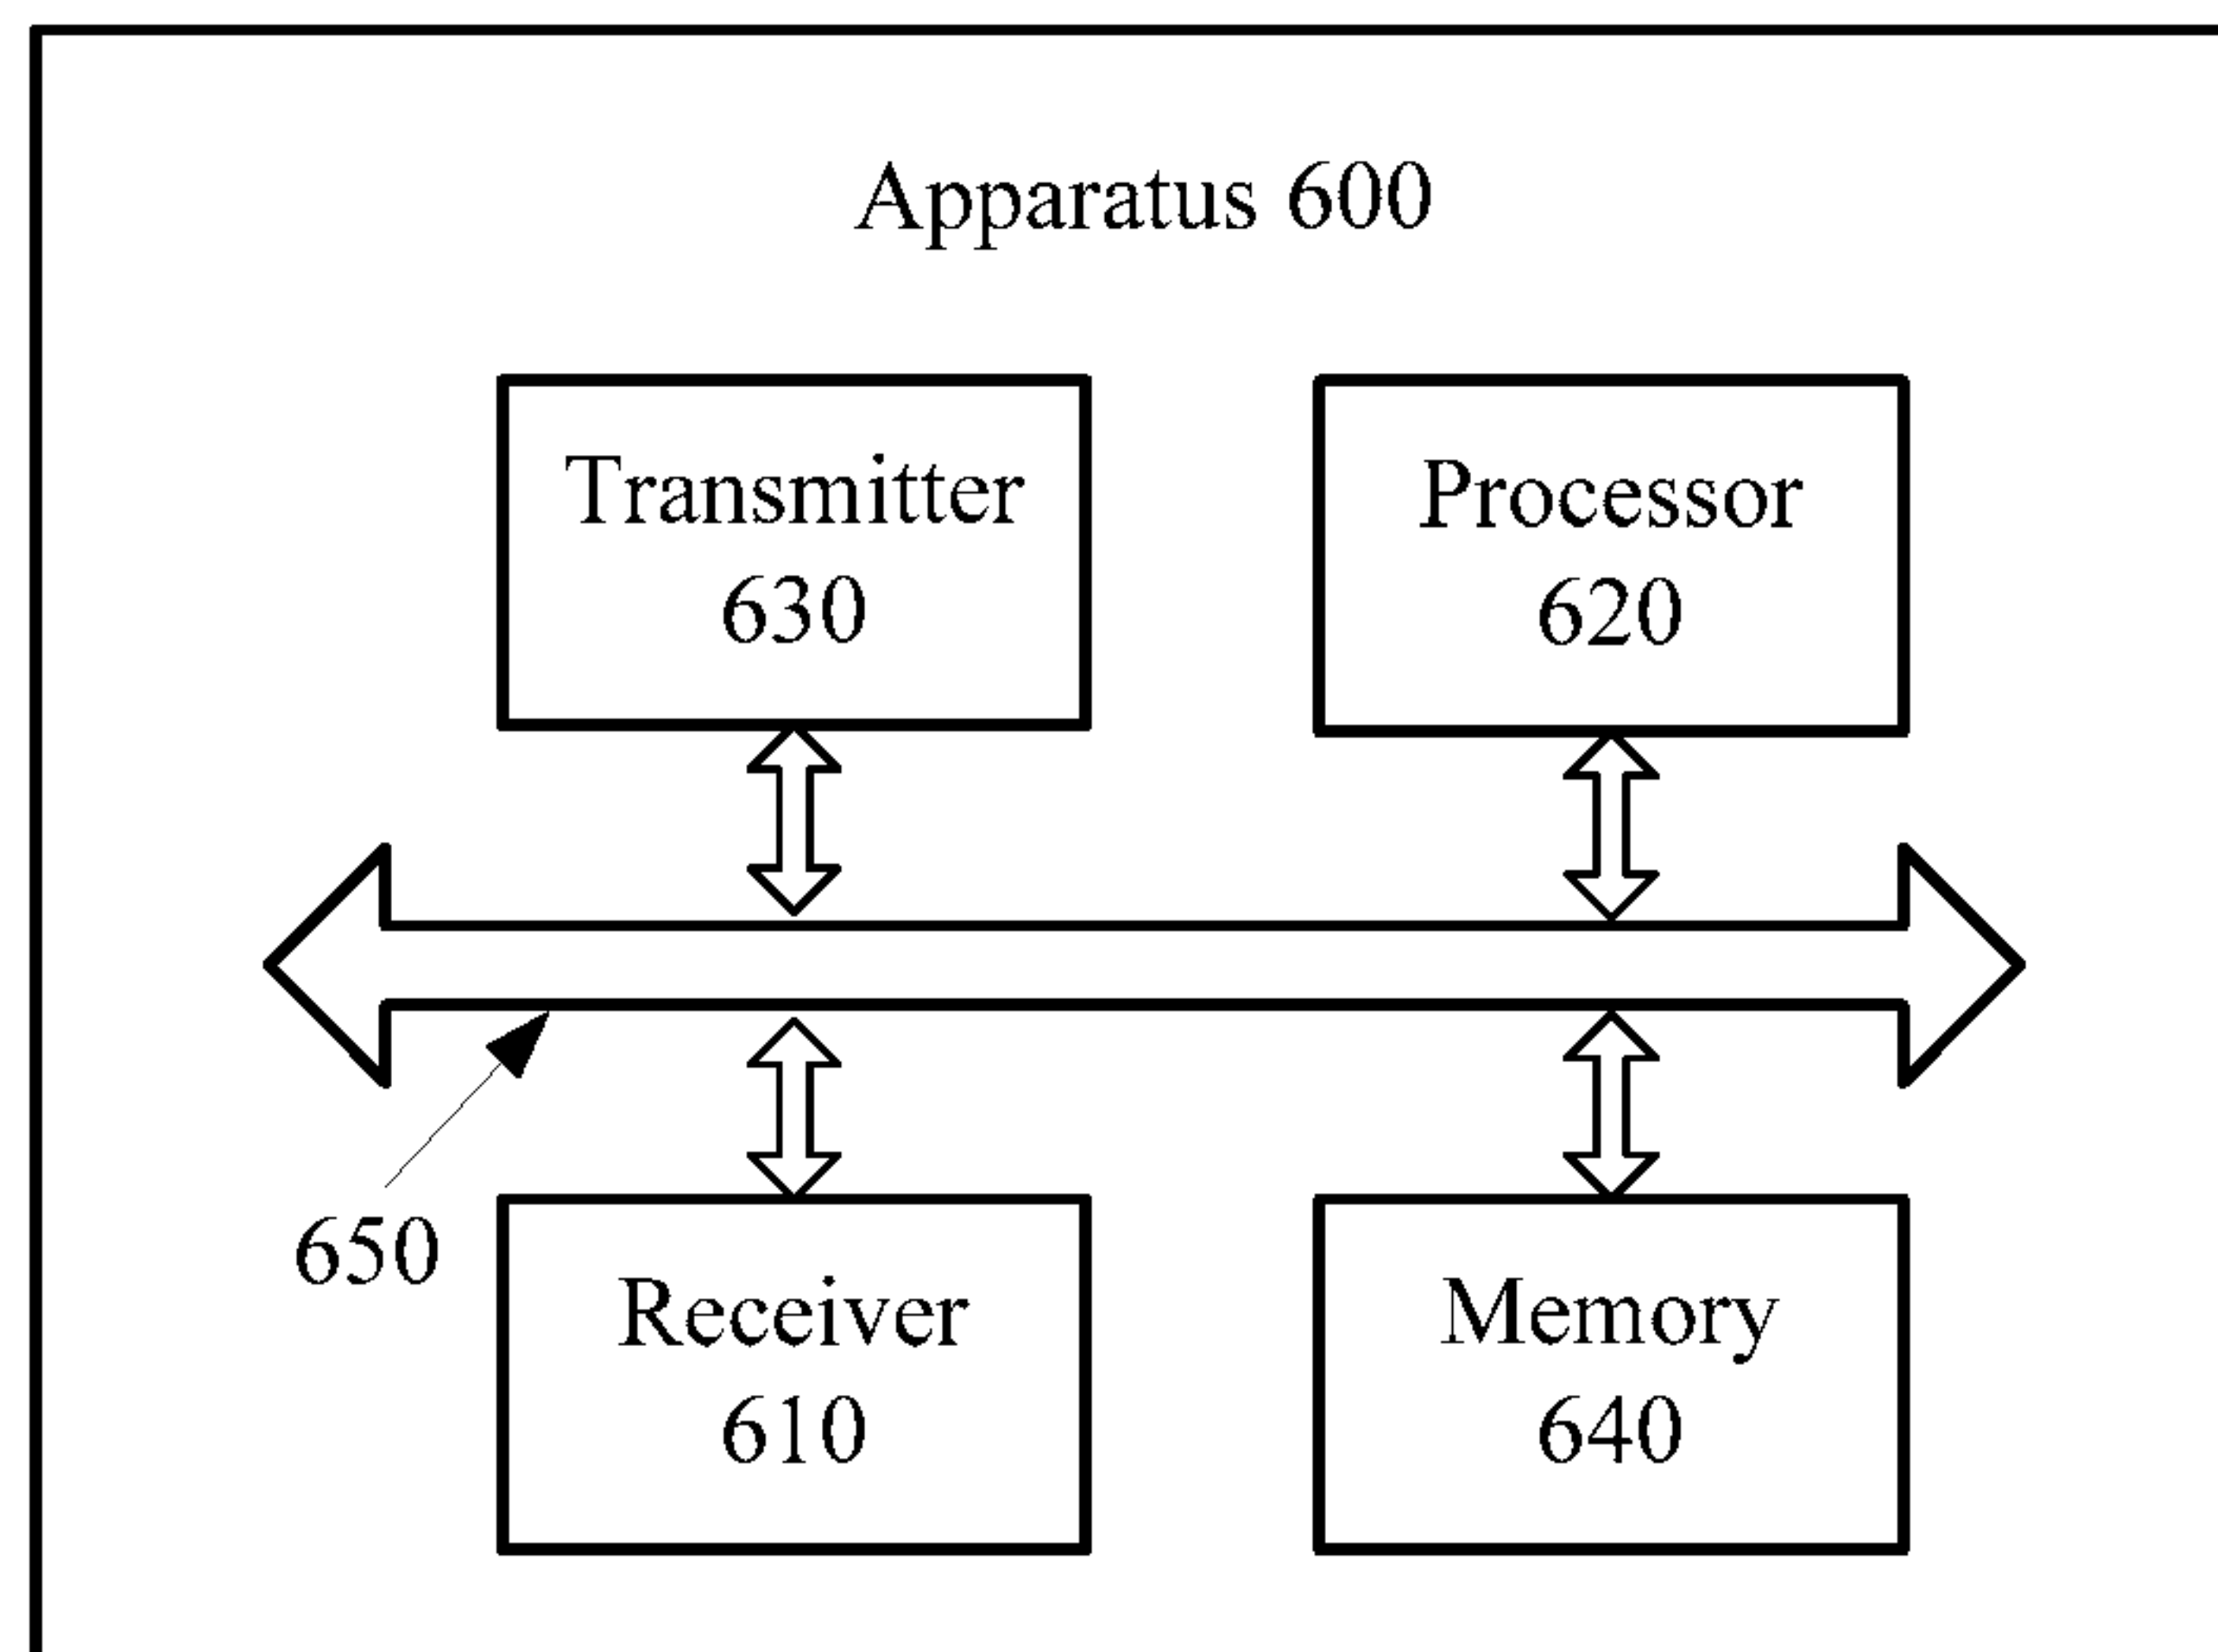 Apparatus 600
Transmitter
630
Processor
620
650
Receiver
610
Memory
640